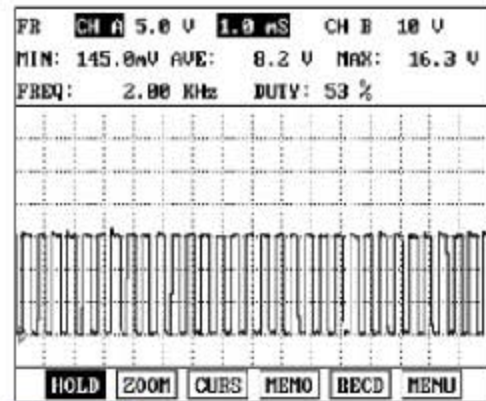 FR CH A 5.0 V 1.0 mS CH B 10 V
MIN: 145.0mV AVE: 8.2 V MAX: 16.3 V
FREQ: 2.00 KHz DUTY: 53 %
HOLD ZOOM CURS MEMO RECD MENU